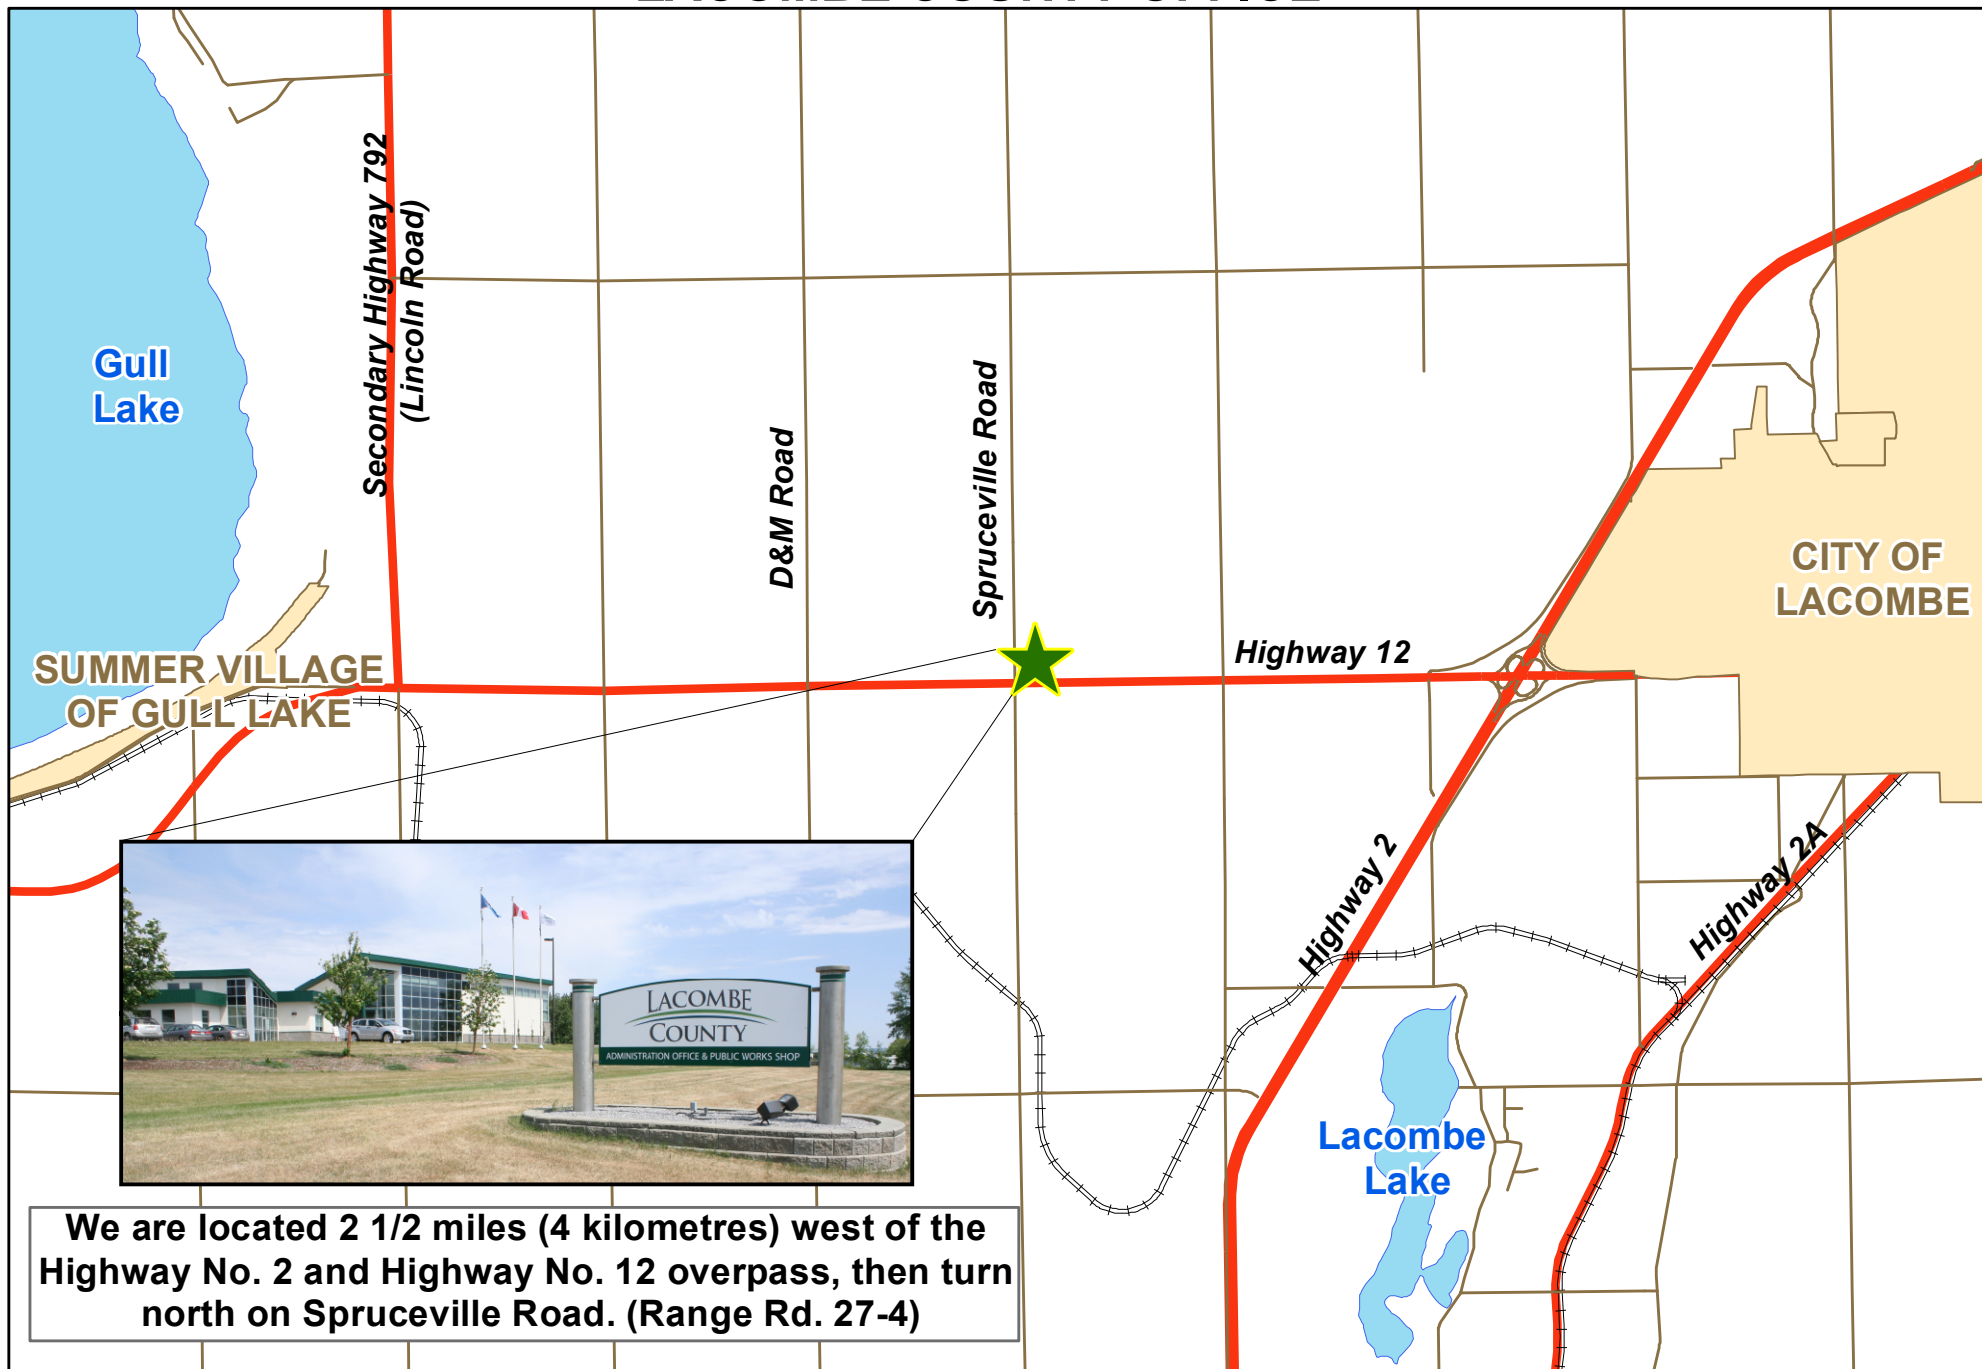 LACOMBE COUNTY OFFICE
Secondary Highway 792
(Lincoln Road)
Gull
Lake
D&M Road
Spruceville Road
CITY OF
LACOMBE
Highway 12
SUMMER VILLAGE
OF GULL LAKE
Highway 2
Highway 2A
LACOMBE
COUNTY
ADMINISTRATION OFFICE & PUBLIC WORKS SHOP
Lacombe
Lake
We are located 2 1/2 miles (4 kilometres) west of the
Highway No. 2 and Highway No. 12 overpass, then turn
north on Spruceville Road. (Range Rd. 27-4)